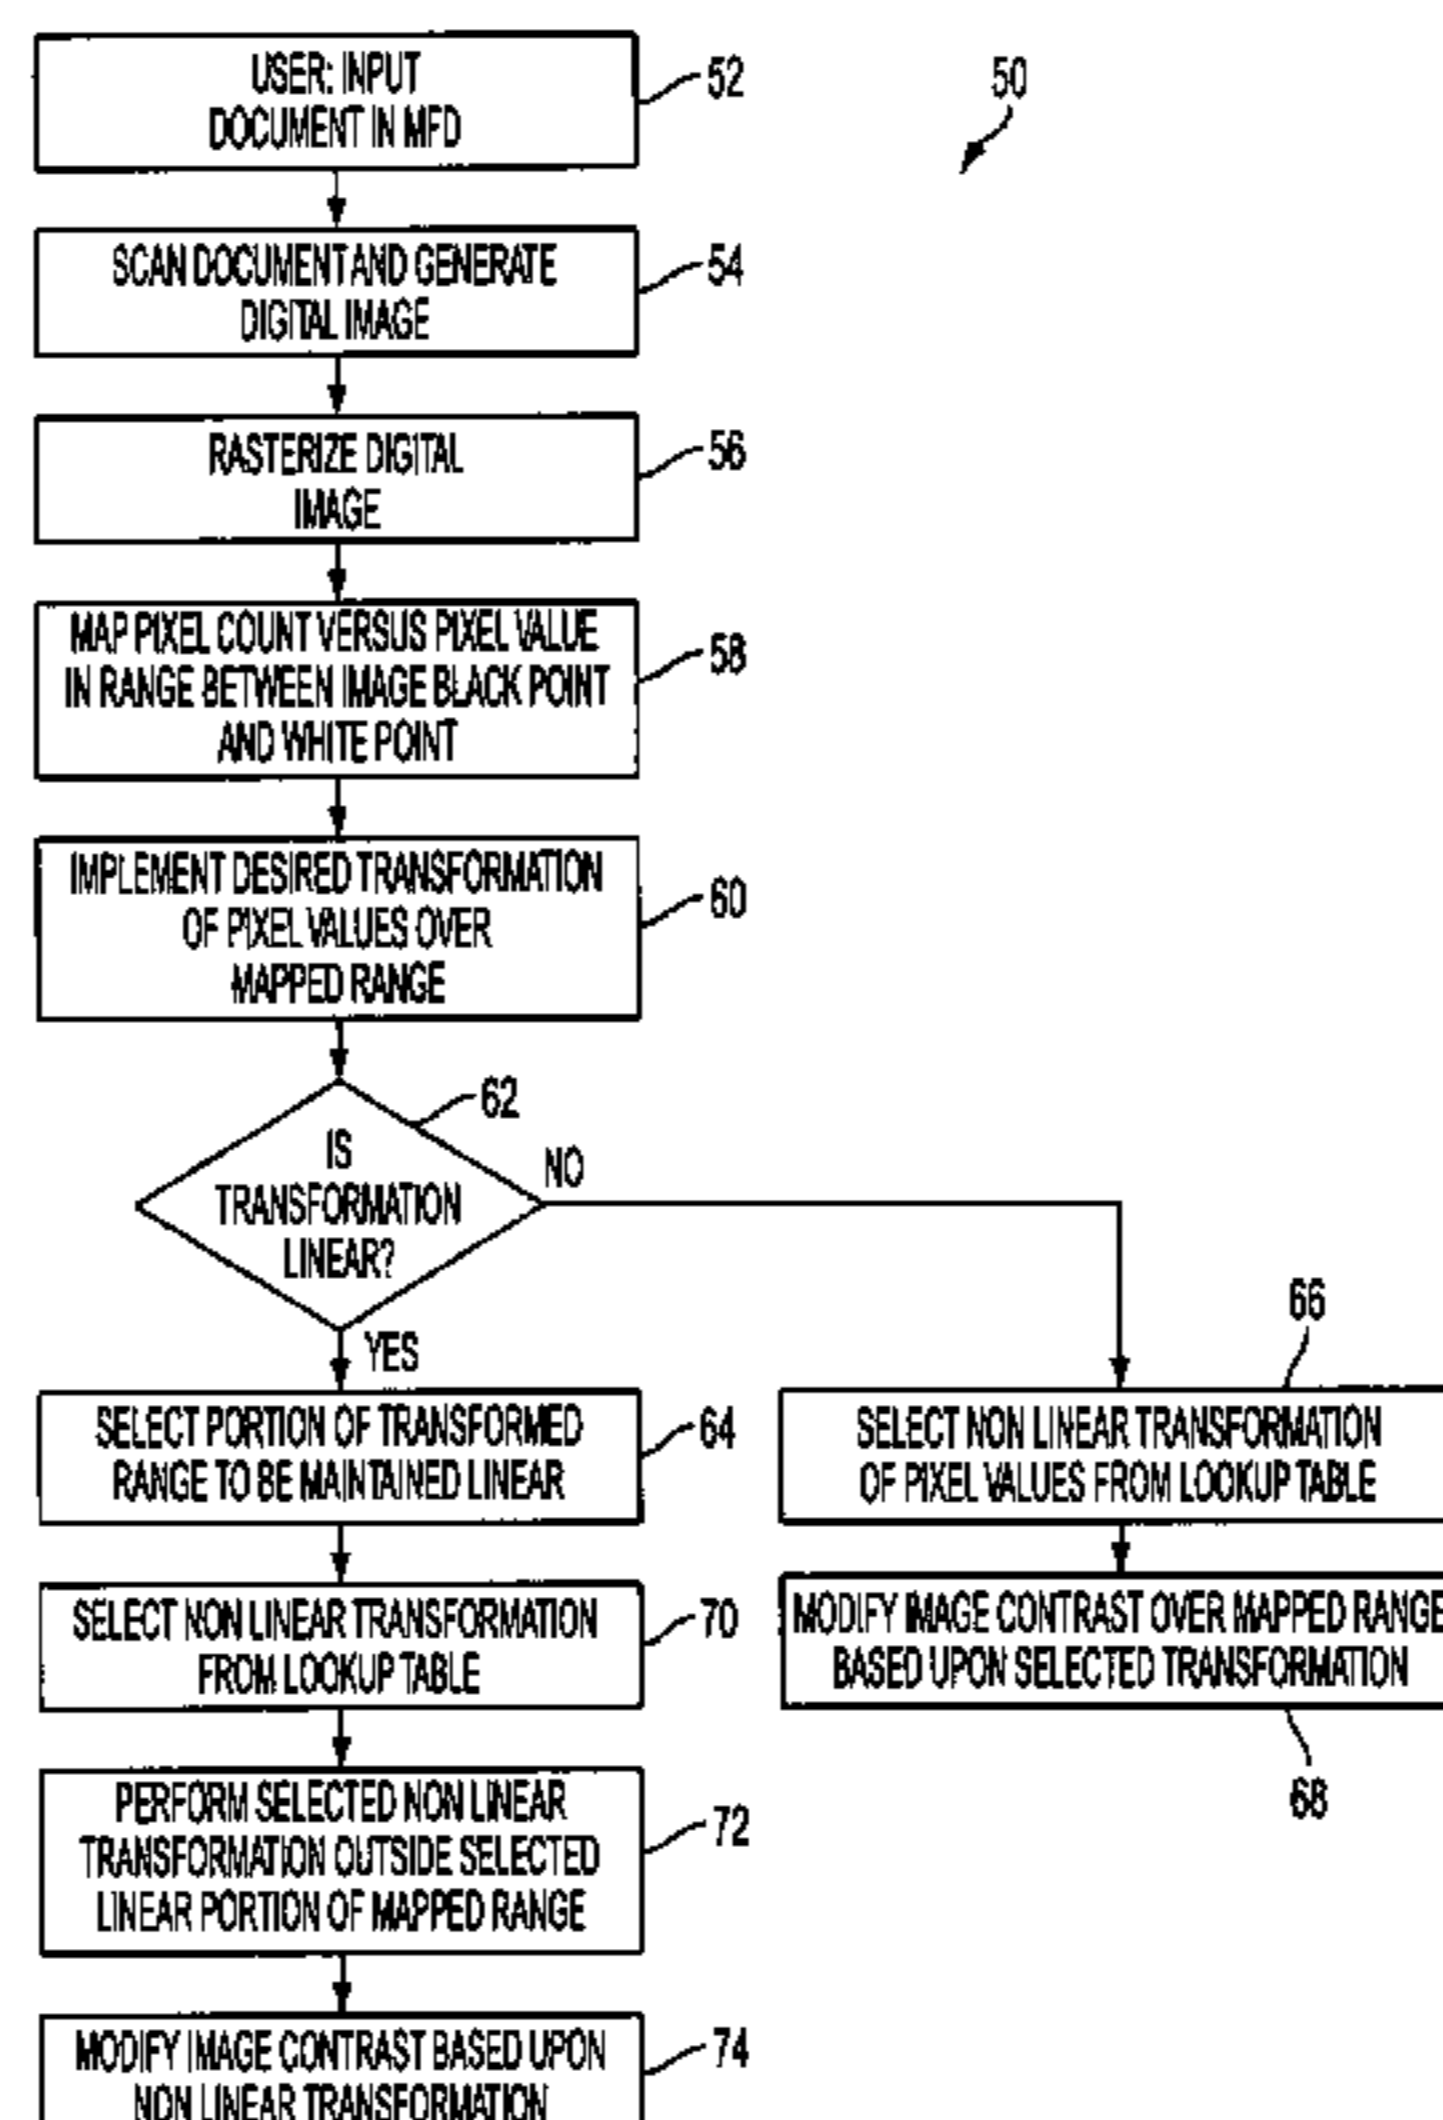 USER: INPUT
DOCUMENT IN MFD
52
50
SCAN DOCUMENT AND GENERATE
DIGITAL IMAGE
54
RASTERIZE DIGITAL
IMAGE
56
MAP PIXEL COUNT VERSUS PIXEL VALUE
IN RANGE BETWEEN IMAGE BLACK POINT
AND WHITE POINT
58
IMPLEMENT DESIRED TRANSFORMATION
OF PIXEL VALUES OVER
MAPPED RANGE
60
62
IS
TRANSFORMATION
LINEAR?
NO
YES
SELECT PORTION OF TRANSFORMED
RANGE TO BE MAINTAINED LINEAR
64
66
SELECT NON LINEAR TRANSFORMATION
OF PIXEL VALUES FROM LOOKUP TABLE
SELECT NON LINEAR TRANSFORMATION
FROM LOOKUP TABLE
70
MODIFY IMAGE CONTRAST OVER MAPPED RANGE
BASED UPON SELECTED TRANSFORMATION
68
PERFORM SELECTED NON LINEAR
TRANSFORMATION OUTSIDE SELECTED
LINEAR PORTION OF MAPPED RANGE
72
MODIFY IMAGE CONTRAST BASED UPON
NON LINEAR TRANSFORMATION
74